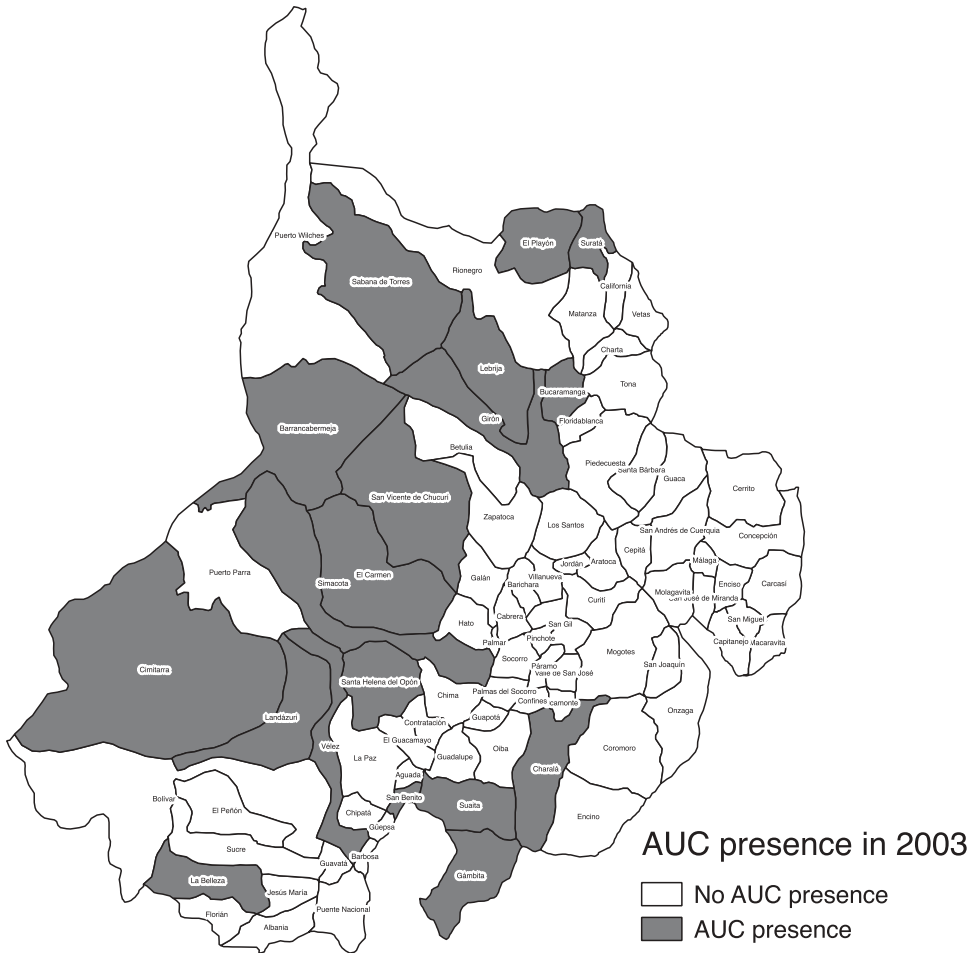 Puerto Wilches
El Playón
Suratá
Rionegro
Sabana de Torres
California
Matanza
Vetas
Charta
Lebrija
Tona
Bucaramanga
Girón
Floridablanca
Barrancabermeja
Betulia
Piedecuesta
Santa Bárbara
Guaca
Cerrito
San Vicente de Chucurí
Zapatoca
Los Santos
San Andrés de Cuerquia
Concepción
Cepitá
Málaga
Jordán
Aratoca
Puerto Parra
Simacota
El Carmen
Galán
Villanueva
Barichara
Enciso
Carcasí
Molagavita
San José de Miranda
Curití
Cabrera
Hato
San Gil
San Miguel
Pinchote
Palmar
Capitanejo
Macaravita
Mogotes
Socorro
Páramo
Valle de San José
San Joaquín
Cimitarra
Santa Helena del Opón
Chima
Palmas del Socorro
Confines
Onzaga
Landázuri
Guapotá
Contratación
El Guacamayo
Vélez
Oiba
Coromoro
La Paz
Guadalupe
Charalá
Aguada
Bolívar
San Benito
Suaita
El Peñón
Chipatá
Encino
Güepsa
Sucre
Barbosa
Guavatá
La Belleza
Gámbita
Jesús María
Florián
Puente Nacional
Albania
AUC presence in 2003
No AUC presence
AUC presence